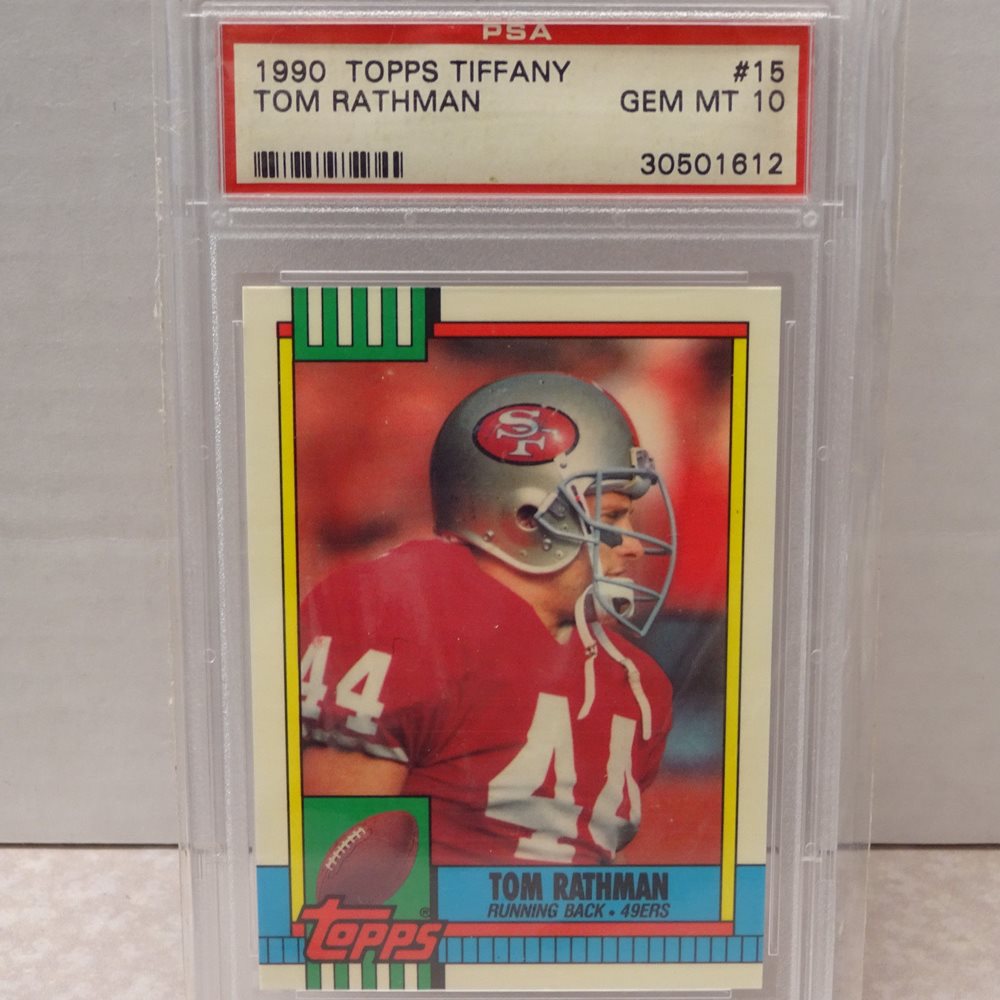 PSA
1990 TOPPS TIFFANY #15
TOM RATHMAN GEM MT 10
30501612
SF
44
44
TOM RATHMAN
RUNNING BACK • 49ERS
topps®